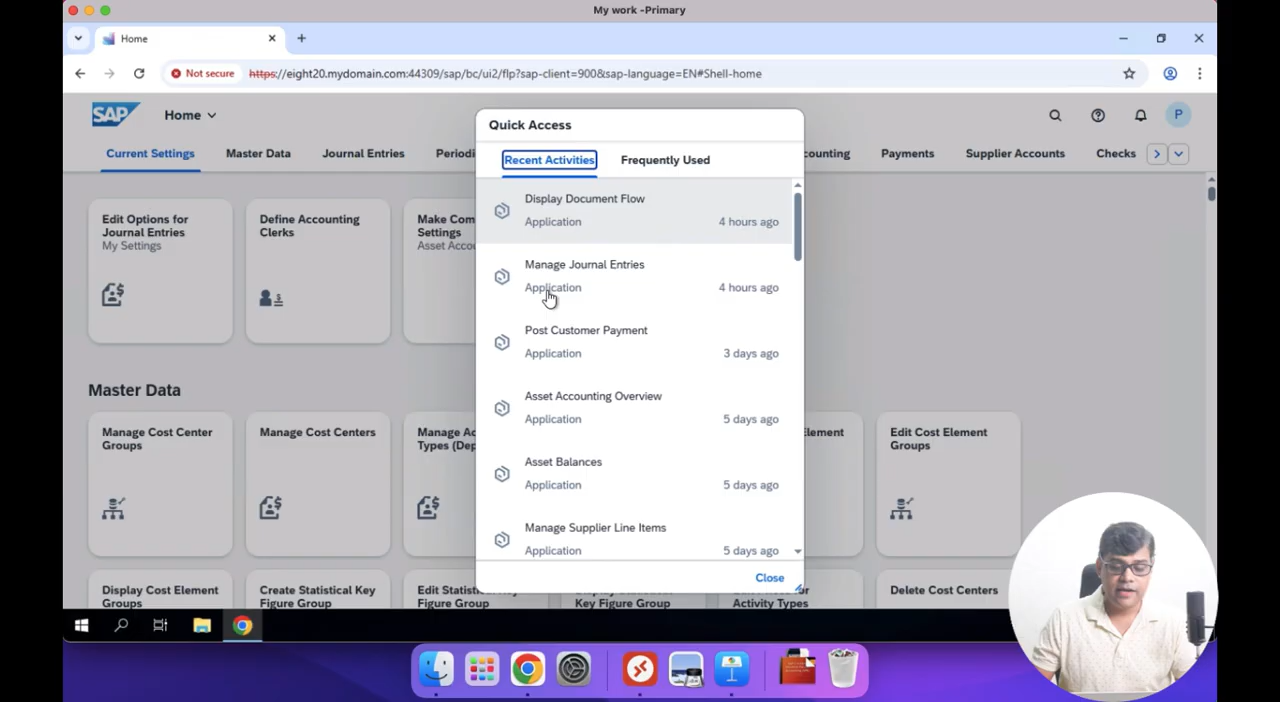 My work -Primary
Home
Not secure
https://eight20.mydomain.com:44309/sap/bc/ui2/flp?sap-client=900&sap-language=EN#Shell-home
SAP
Home
P
Current Settings
Master Data
Journal Entries
Periodi
counting
Payments
Supplier Accounts
Checks
Quick Access
Recent Activities
Frequently Used
Display Document Flow
Application
4 hours ago
Manage Journal Entries
Application
4 hours ago
Post Customer Payment
Application
3 days ago
Asset Accounting Overview
Application
5 days ago
Asset Balances
Application
5 days ago
Manage Supplier Line Items
Application
5 days ago
Close
Edit Options for
Journal Entries
My Settings
Define Accounting
Clerks
Make Com
Settings
Asset Accou
Master Data
Manage Cost Center
Groups
Manage Cost Centers
Manage Ac
Types (Dep
Element
Edit Cost Element
Groups
Display Cost Element
Groups
Create Statistical Key
Figure Group
Edit Statis
Figure Group
Key Figure Group
Activity Types
Delete Cost Centers